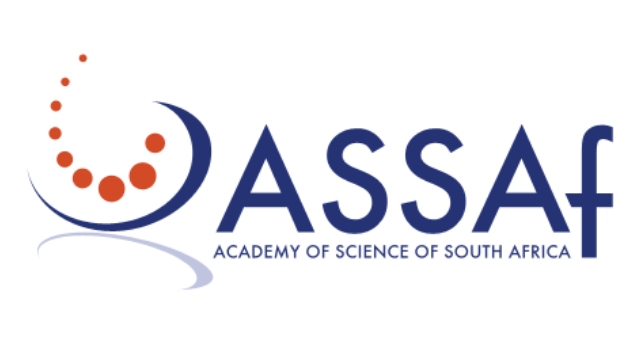 ASSAf
ACADEMY OF SCIENCE OF SOUTH AFRICA